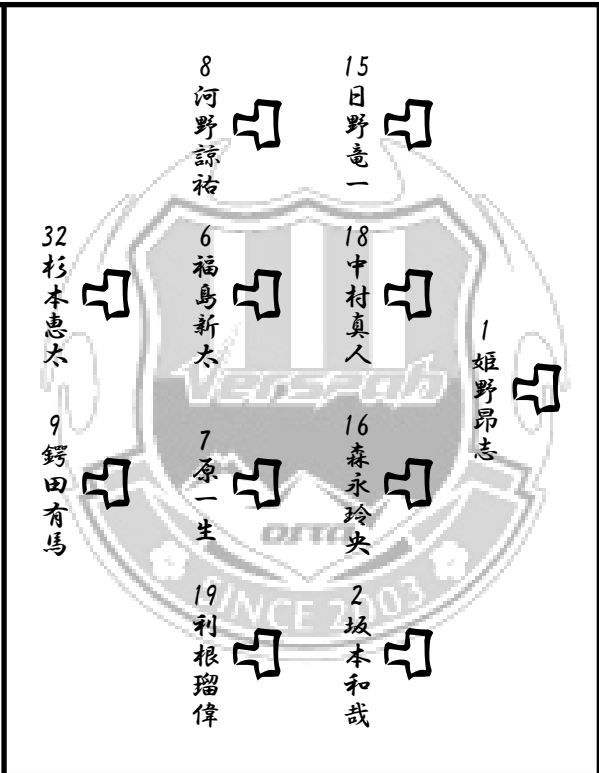 1 姫野昂志
15 日野竜一
18 中村真人
16 森永玲央
2 坂本和哉
8 河野諒祐
6 福島新太
7 原一生
19 利根瑠偉
32 杉本恵太
9 鍔田有馬
Verspah
OITA
SINCE 2003